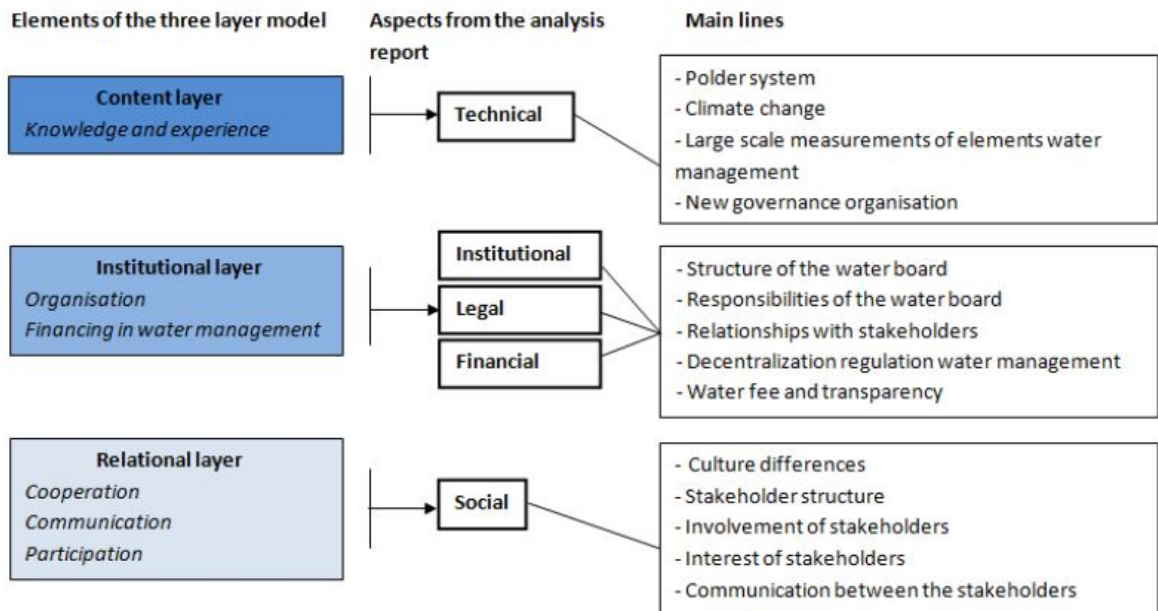 Elements of the three layer model
Aspects from the analysis
report
Main lines
Content layer
Knowledge and experience
Technical
- Polder system
- Climate change
- Large scale measurements of elements water
management
- New governance organisation
Institutional layer
Organisation
Financing in water management
Institutional
Legal
Financial
- Structure of the water board
- Responsibilities of the water board
- Relationships with stakeholders
- Decentralization regulation water management
- Water fee and transparency
Relational layer
Cooperation
Communication
Participation
Social
- Culture differences
- Stakeholder structure
- Involvement of stakeholders
- Interest of stakeholders
- Communication between the stakeholders